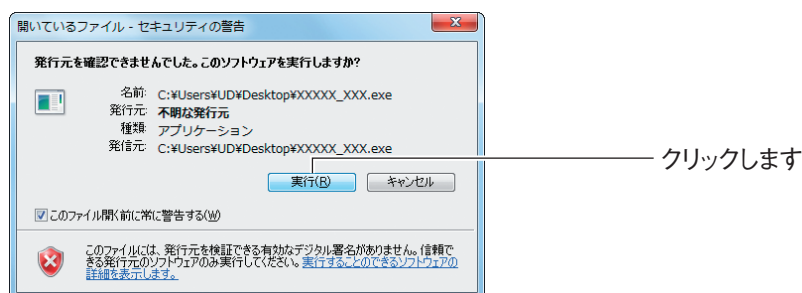 開いているファイル - セキュリティの警告
発行元を確認できませんでした。このソフトウェアを実行しますか?
名前: C:¥Users¥UD¥Desktop¥XXXXX_XXX.exe
発行元: 不明な発行元
種類: アプリケーション
発信元: C:¥Users¥UD¥Desktop¥XXXXX_XXX.exe
実行(R) キャンセル
クリックします
このファイル開く前に常に警告する(W)
このファイルには、発行元を検証できる有効なデジタル署名がありません。信頼で
きる発行元のソフトウェアのみ実行してください。実行することのできるソフトウェアの
詳細を表示します。